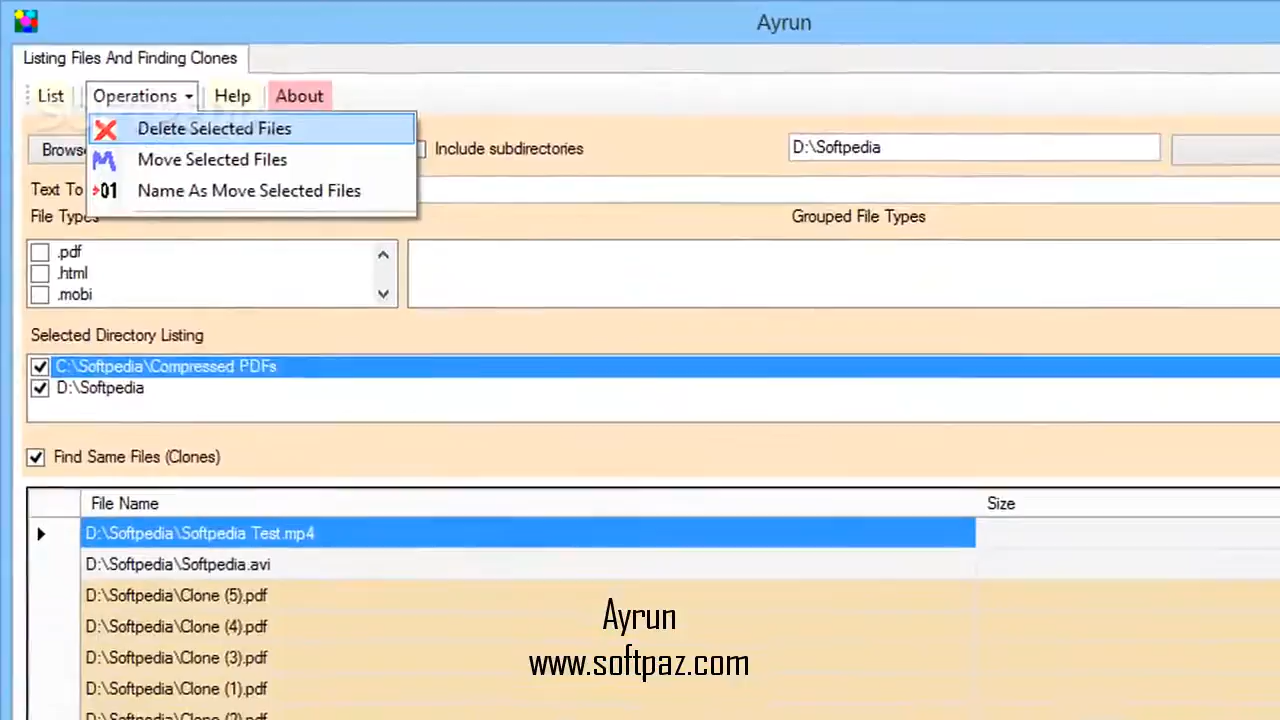 Ayrun
Listing Files And Finding Clones
List
Operations
Help
About
Delete Selected Files
Move Selected Files
Name As Move Selected Files
Include subdirectories
D:\Softpedia
Text To
File Types
Grouped File Types
.pdf
.html
.mobi
Selected Directory Listing
C:\Softpedia\Compressed PDFs
D:\Softpedia
Find Same Files (Clones)
File Name
Size
D:\Softpedia\Softpedia Test.mp4
D:\Softpedia\Softpedia.avi
D:\Softpedia\Clone (5).pdf
D:\Softpedia\Clone (4).pdf
D:\Softpedia\Clone (3).pdf
D:\Softpedia\Clone (1).pdf
D:\Softpedia\Clone (2).pdf
Ayrun
www.softpaz.com